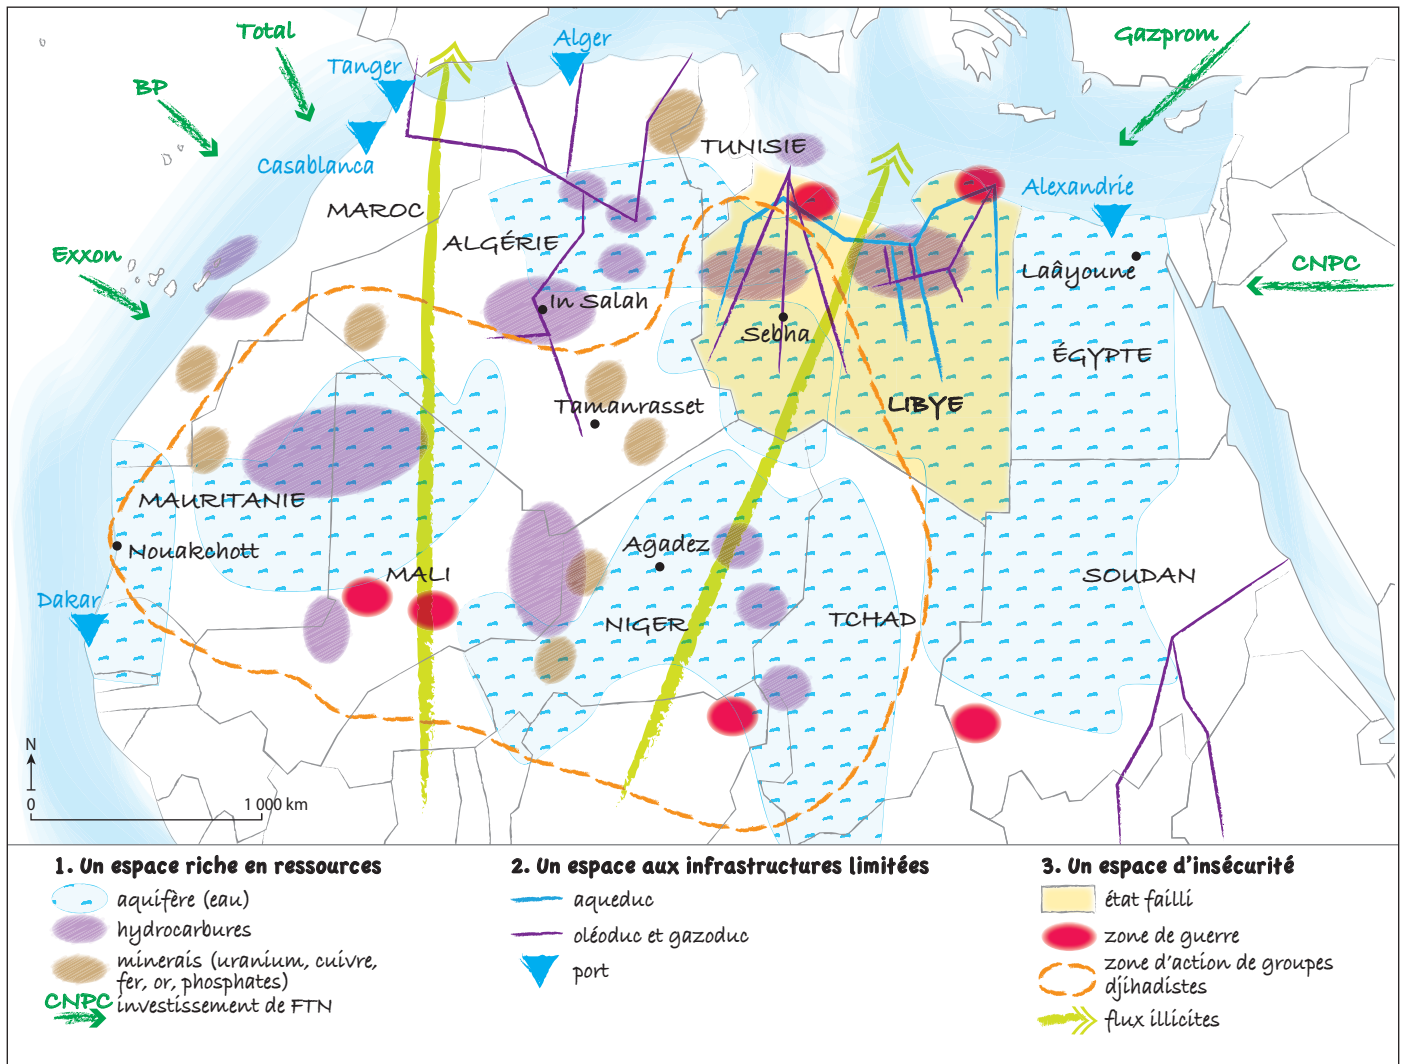 Total
Gazprom
Alger
Tanger
BP
TUNISIE
Casablanca
Alexandrie
MAROC
ALGÉRIE
Exxon
Laâyoune
CNPC
In Salah
Sebha
ÉGYPTE
Tamanrasset
LIBYE
MAURITANIE
Nouakchott
Agadez
MALI
SOUDAN
Dakar
NIGER
TCHAD
N
0
1 000 km
1. Un espace riche en ressources
aquifère (eau)
hydrocarbures
minerais (uranium, cuivre,
fer, or, phosphates)
CNPC investissement de FTN
2. Un espace aux infrastructures limitées
aqueduc
oléoduc et gazoduc
port
3. Un espace d'insécurité
état failli
zone de guerre
zone d'action de groupes
djihadistes
flux illicites